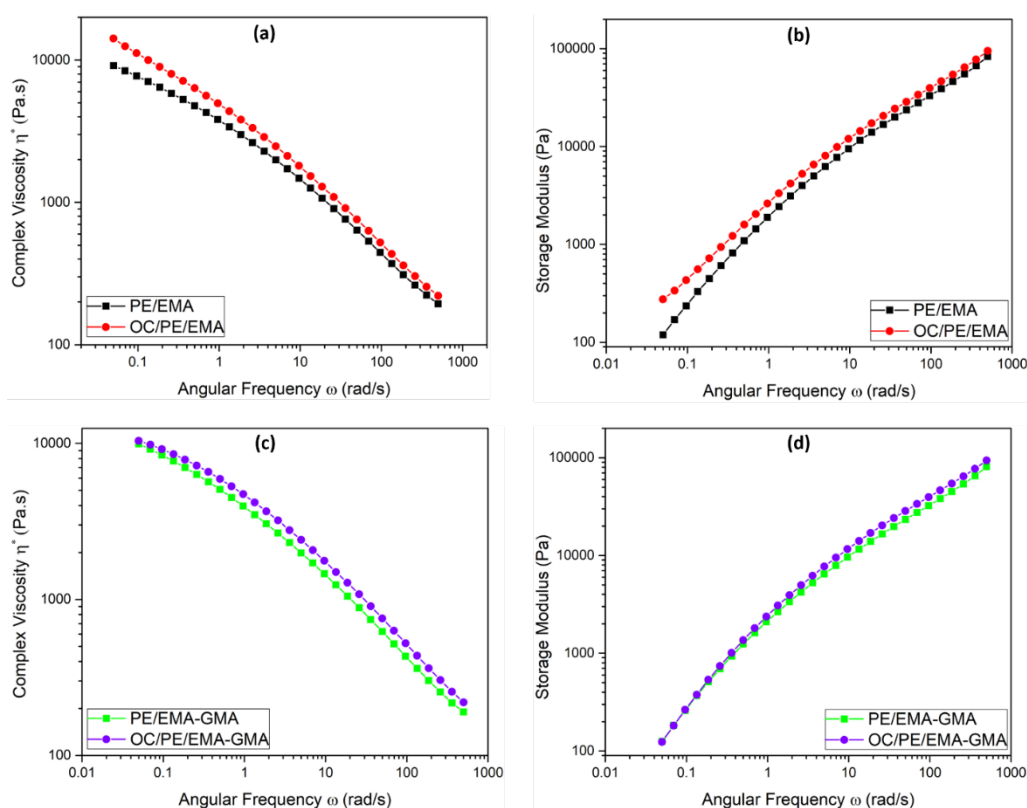 (a)
10000
1000
100
Complex Viscosity η* (Pa.s)
PE/EMA
OC/PE/EMA
0.1 1 10 100 1000
Angular Frequency ω (rad/s)
(b)
100000
10000
1000
100
Storage Modulus (Pa)
PE/EMA
OC/PE/EMA
0.01 0.1 1 10 100 1000
Angular Frequency ω (rad/s)
(c)
10000
1000
100
Complex Viscosity η* (Pa.s)
PE/EMA-GMA
OC/PE/EMA-GMA
0.01 0.1 1 10 100 1000
Angular Frequency ω (rad/s)
(d)
100000
10000
1000
100
Storage Modulus (Pa)
PE/EMA-GMA
OC/PE/EMA-GMA
0.01 0.1 1 10 100 1000
Angular Frequency ω (rad/s)